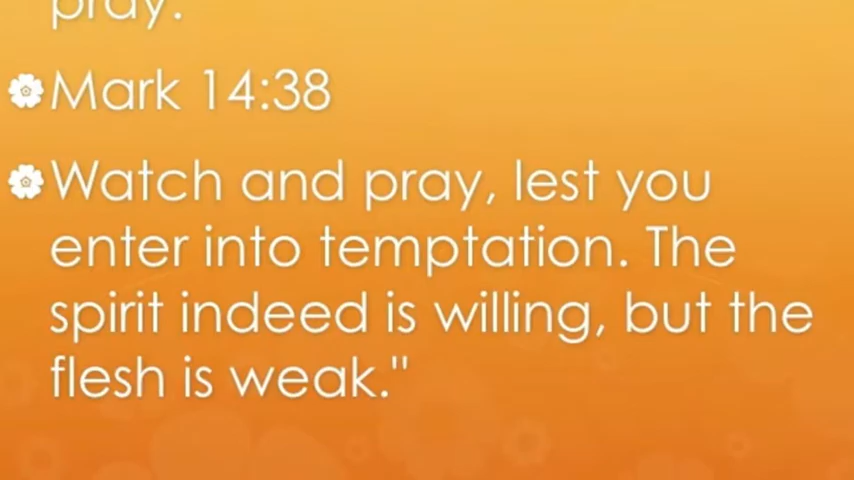 pray.
Mark 14:38
Watch and pray, lest you
enter into temptation. The
spirit indeed is willing, but the
flesh is weak."